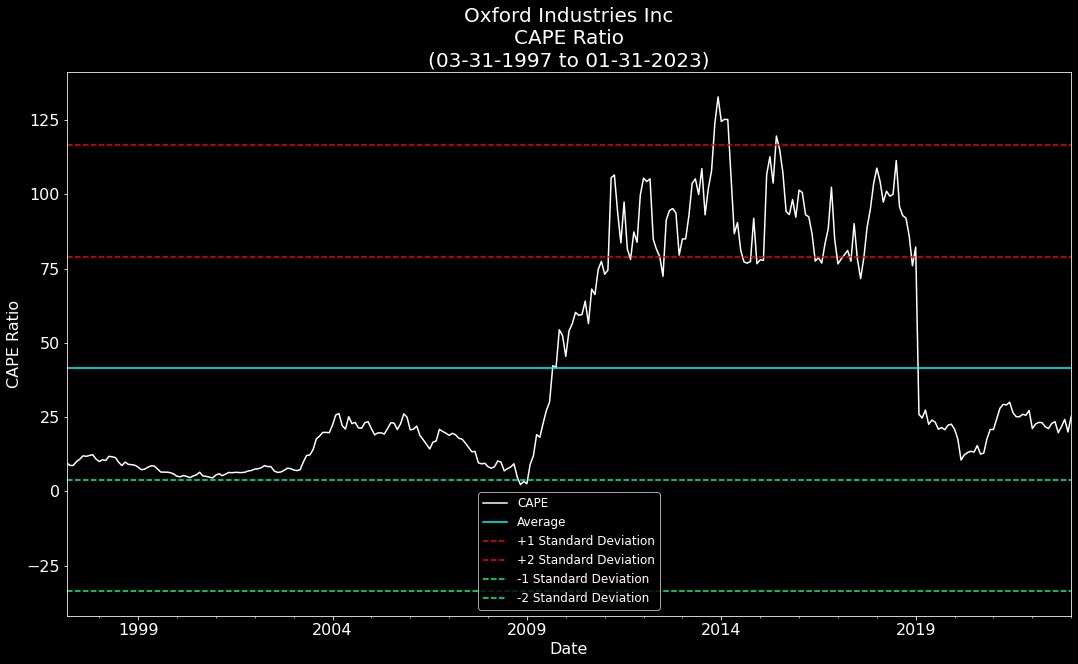 Oxford Industries Inc
CAPE Ratio
(03-31-1997 to 01-31-2023)
CAPE Ratio
125
100
75
50
25
0
−25
CAPE
Average
+1 Standard Deviation
+2 Standard Deviation
-1 Standard Deviation
-2 Standard Deviation
1999
2004
2009
2014
2019
Date